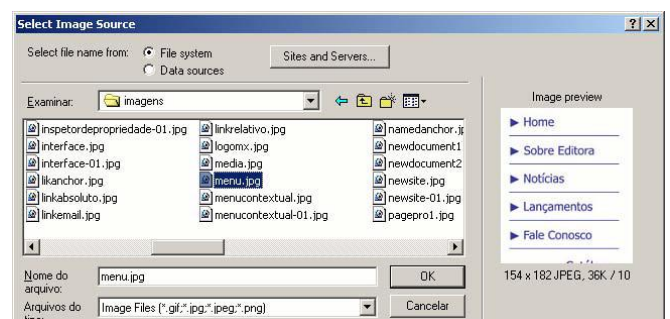 Select Image Source
Select file name from: File system
Data sources
Sites and Servers...
Examinar: imagens
inspetordepropriedade-01.jpg
interface.jpg
interface-01.jpg
likanchor.jpg
linkabsoluto.jpg
linkemail.jpg
linkrelativo.jpg
logomx.jpg
media.jpg
menu.jpg
menucontextual.jpg
menucontextual-01.jpg
namedanchor.j
newdocument1
newdocument2
newsite.jpg
newsite-01.jpg
pagepro1.jpg
Image preview
Home
Sobre Editora
Notícias
Lançamentos
Fale Conosco
154 x 182 JPEG, 36K / 10
Nome do arquivo: menu.jpg
OK
Arquivos do
Image Files (*.gif;*.jpg;*.jpeg;*.png)
Cancelar